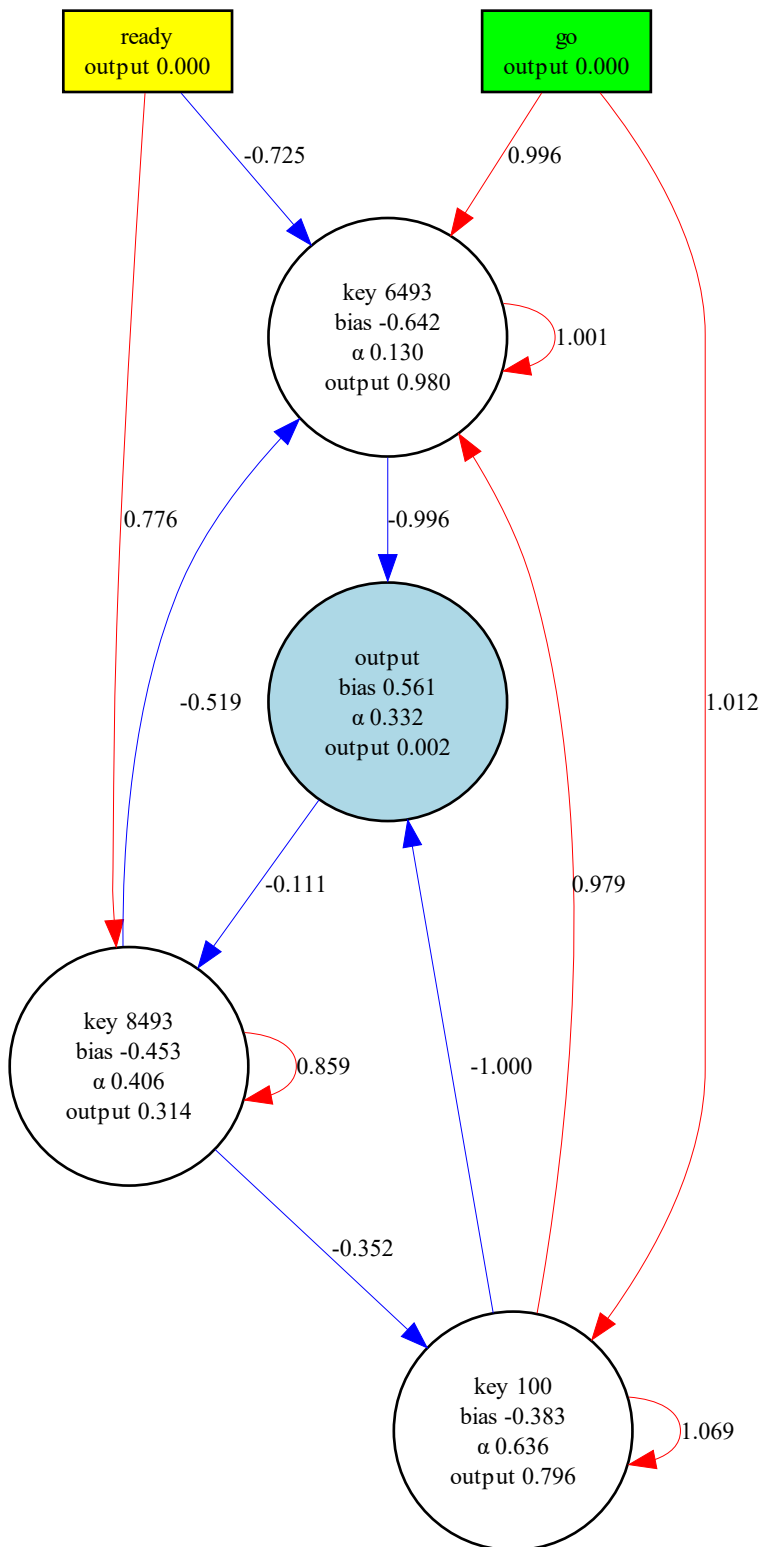 ready
output 0.000
go
output 0.000
-0.725
0.996
key 6493
bias -0.642
α 0.130
output 0.980
1.001
0.776
-0.996
output
bias 0.561
α 0.332
output 0.002
-0.519
1.012
-0.111
0.979
key 8493
bias -0.453
α 0.406
output 0.314
0.859
-1.000
-0.352
key 100
bias -0.383
α 0.636
output 0.796
1.069